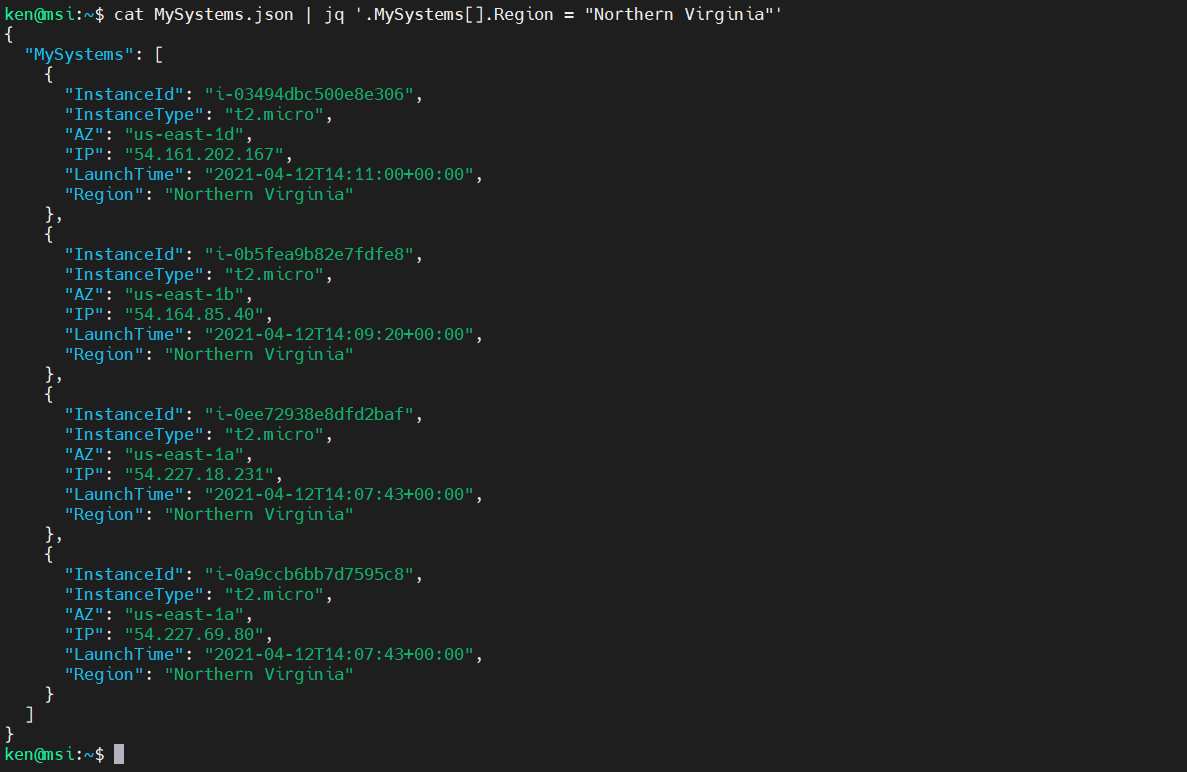 ken@msi:~$ cat MySystems.json | jq '.MySystems[].Region = "Northern Virginia"'
{
  "MySystems": [
    {
      "InstanceId": "i-03494dbc500e8e306",
      "InstanceType": "t2.micro",
      "AZ": "us-east-1d",
      "IP": "54.161.202.167",
      "LaunchTime": "2021-04-12T14:11:00+00:00",
      "Region": "Northern Virginia"
    },
    {
      "InstanceId": "i-0b5fea9b82e7fdfe8",
      "InstanceType": "t2.micro",
      "AZ": "us-east-1b",
      "IP": "54.164.85.40",
      "LaunchTime": "2021-04-12T14:09:20+00:00",
      "Region": "Northern Virginia"
    },
    {
      "InstanceId": "i-0ee72938e8dfd2baf",
      "InstanceType": "t2.micro",
      "AZ": "us-east-1a",
      "IP": "54.227.18.231",
      "LaunchTime": "2021-04-12T14:07:43+00:00",
      "Region": "Northern Virginia"
    },
    {
      "InstanceId": "i-0a9ccb6bb7d7595c8",
      "InstanceType": "t2.micro",
      "AZ": "us-east-1a",
      "IP": "54.227.69.80",
      "LaunchTime": "2021-04-12T14:07:43+00:00",
      "Region": "Northern Virginia"
    }
  ]
}
ken@msi:~$